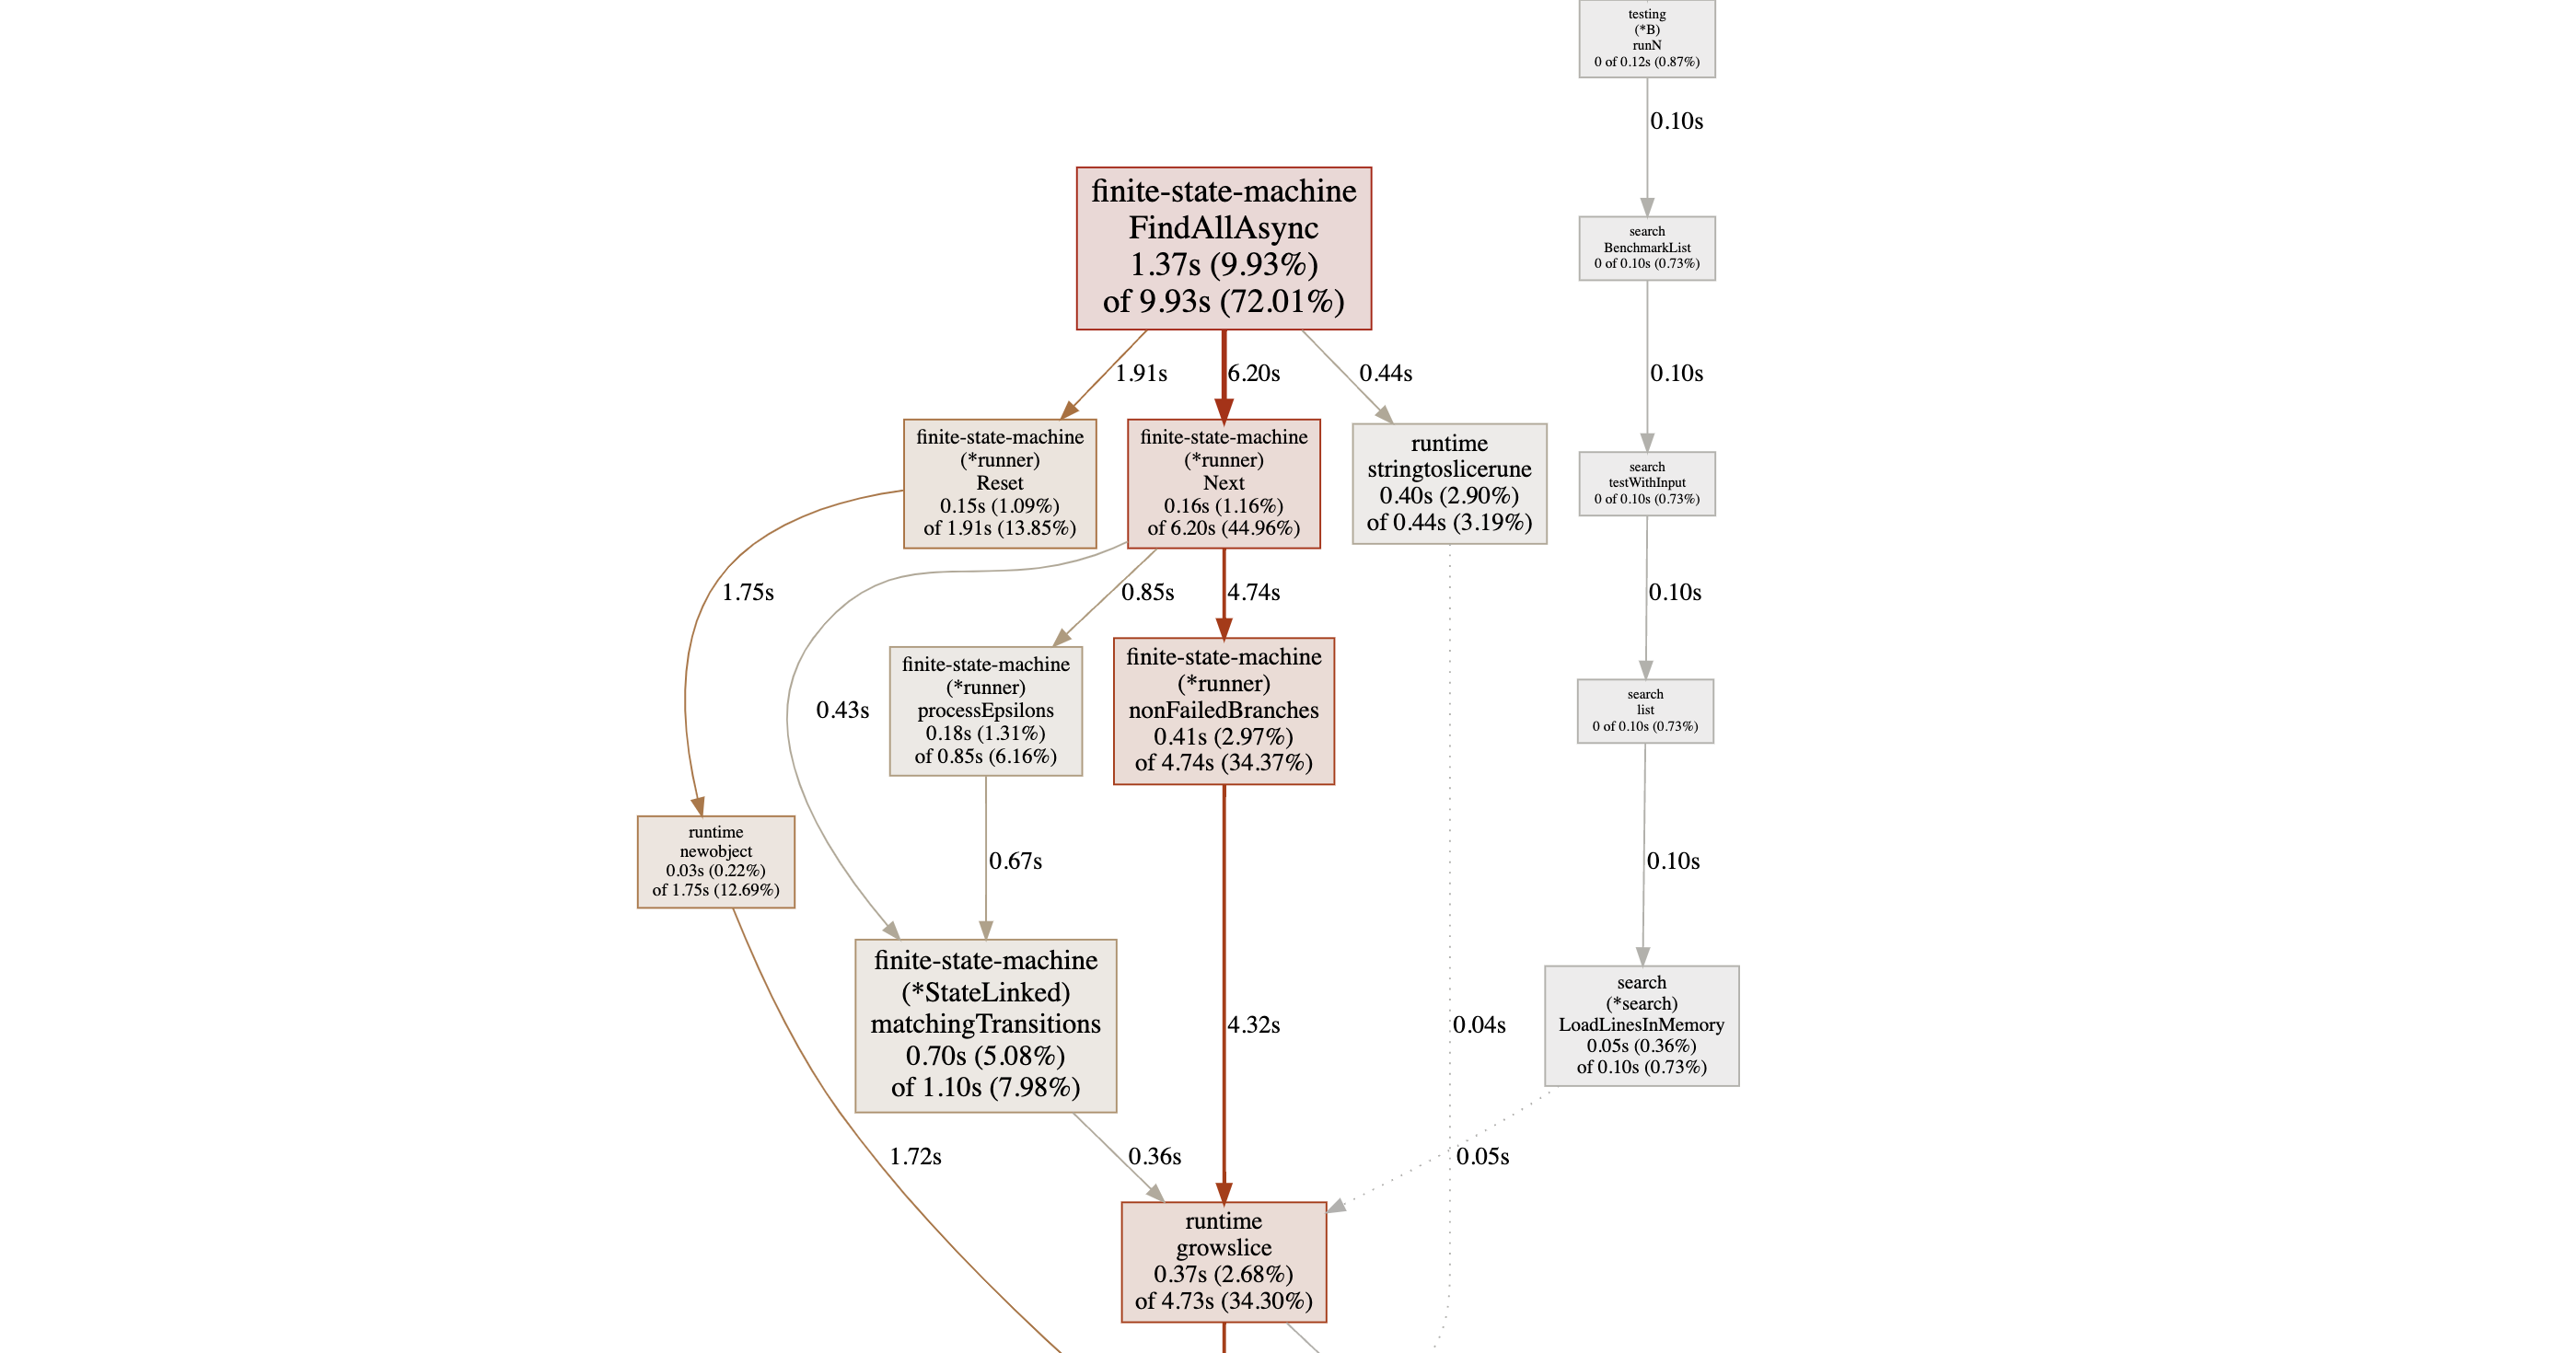 testing
(*B)
runN
0 of 0.12s (0.87%)
0.10s
finite-state-machine
FindAllAsync
1.37s (9.93%)
of 9.93s (72.01%)
search
BenchmarkList
0 of 0.10s (0.73%)
1.91s
6.20s
0.44s
0.10s
finite-state-machine
(*runner)
Reset
0.15s (1.09%)
of 1.91s (13.85%)
finite-state-machine
(*runner)
Next
0.16s (1.16%)
of 6.20s (44.96%)
runtime
stringtoslicerune
0.40s (2.90%)
of 0.44s (3.19%)
search
testWithInput
0 of 0.10s (0.73%)
1.75s
0.85s
4.74s
0.10s
0.43s
finite-state-machine
(*runner)
processEpsilons
0.18s (1.31%)
of 0.85s (6.16%)
finite-state-machine
(*runner)
nonFailedBranches
0.41s (2.97%)
of 4.74s (34.37%)
search
list
0 of 0.10s (0.73%)
runtime
newobject
0.03s (0.22%)
of 1.75s (12.69%)
0.67s
0.10s
finite-state-machine
(*StateLinked)
matchingTransitions
0.70s (5.08%)
of 1.10s (7.98%)
4.32s
0.04s
search
(*search)
LoadLinesInMemory
0.05s (0.36%)
of 0.10s (0.73%)
1.72s
0.36s
0.05s
runtime
growslice
0.37s (2.68%)
of 4.73s (34.30%)